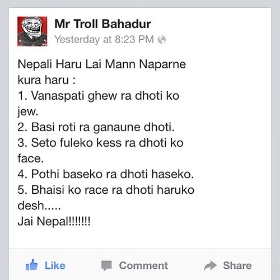 Mr Troll Bahadur
Yesterday at 8:23 PM
Nepali Haru Lai Mann Naparne
kura haru :
1. Vanaspati ghew ra dhoti ko
jew.
2. Basi roti ra ganaune dhoti.
3. Seto fuleko kess ra dhoti ko
face.
4. Pothi baseko ra dhoti haseko.
5. Bhaisi ko race ra dhoti haruko
desh.....
Jai Nepal!!!!!!!
Like Comment Share